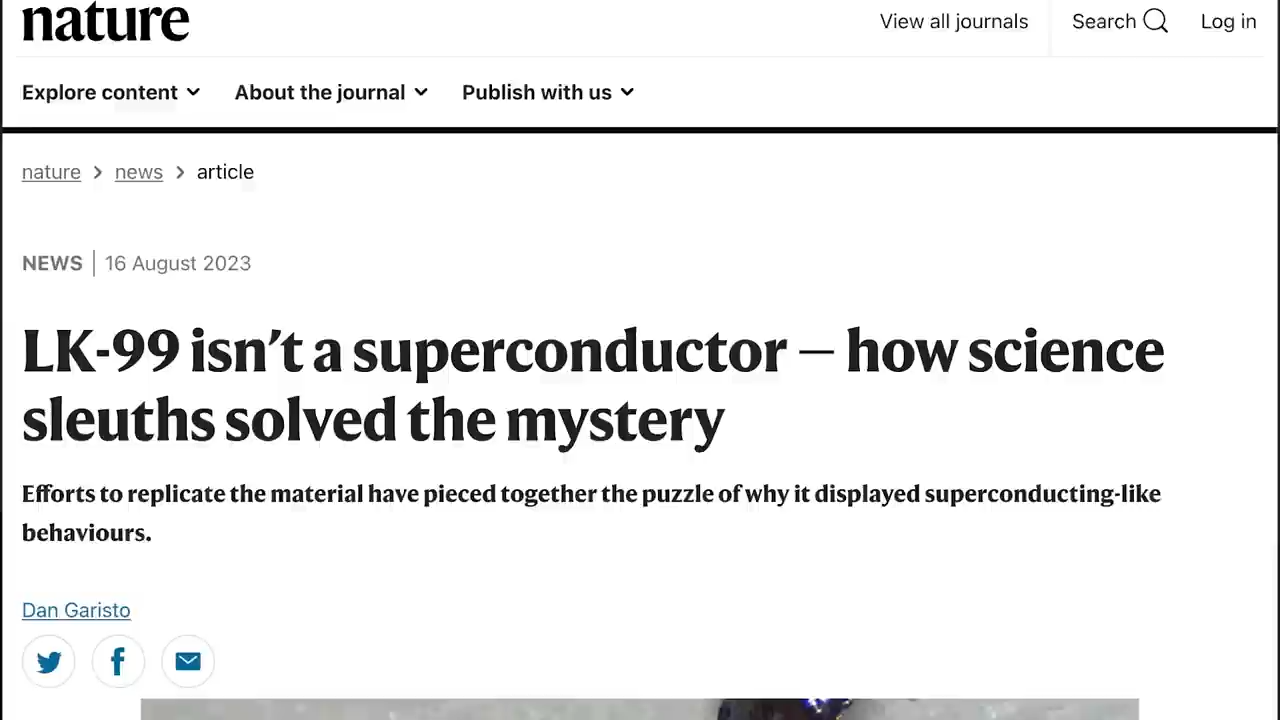 nature
View all journals
Search
Log in
Explore content
About the journal
Publish with us
nature > news > article
NEWS | 16 August 2023
LK-99 isn’t a superconductor — how science
sleuths solved the mystery
Efforts to replicate the material have pieced together the puzzle of why it displayed superconducting-like
behaviours.
Dan Garisto